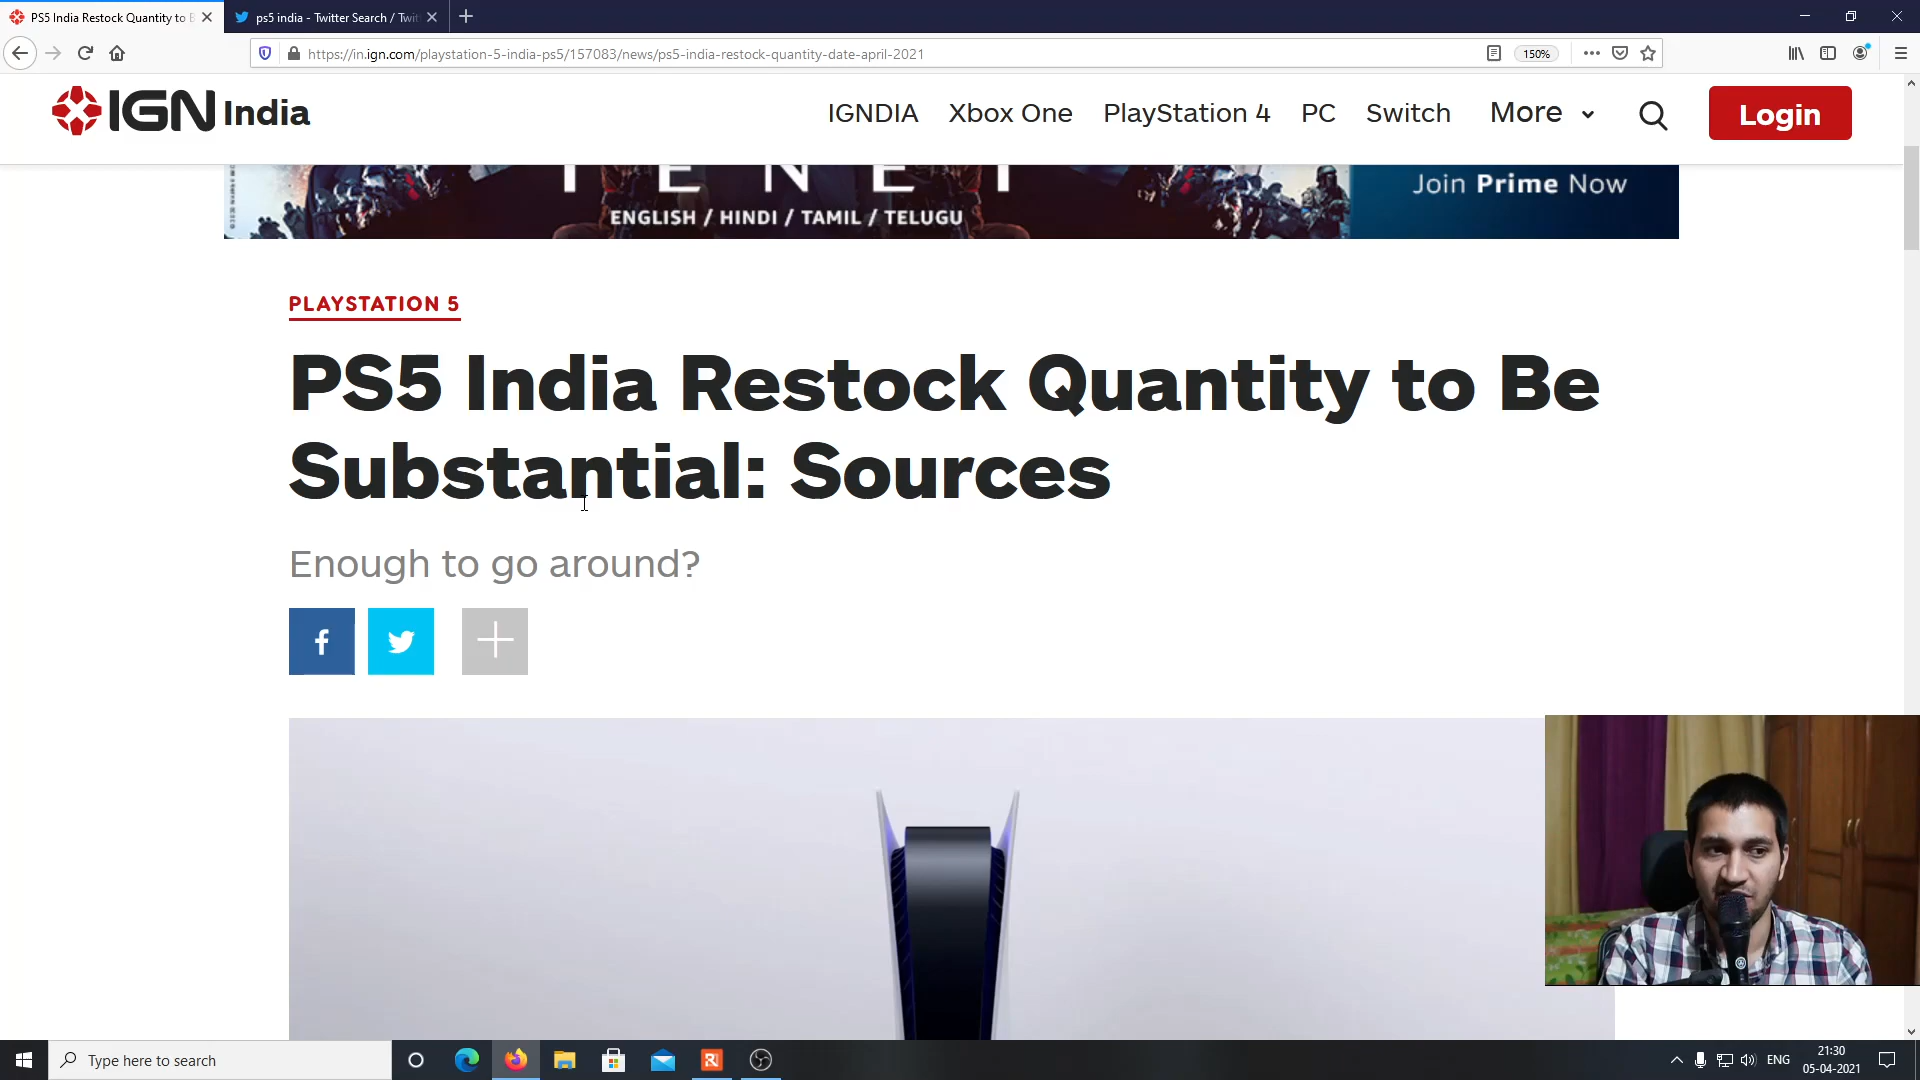 PS5 India Restock Quantity to B
ps5 india - Twitter Search / Twit
https://in.ign.com/playstation-5-india-ps5/157083/news/ps5-india-restock-quantity-date-april-2021
150%
IGN India
IGNDIA
Xbox One
PlayStation 4
PC
Switch
More
Login
TENET
ENGLISH / HINDI / TAMIL / TELUGU
Join Prime Now
PLAYSTATION 5
PS5 India Restock Quantity to Be
Substantial: Sources
Enough to go around?
Type here to search
ENG
21:30
05-04-2021